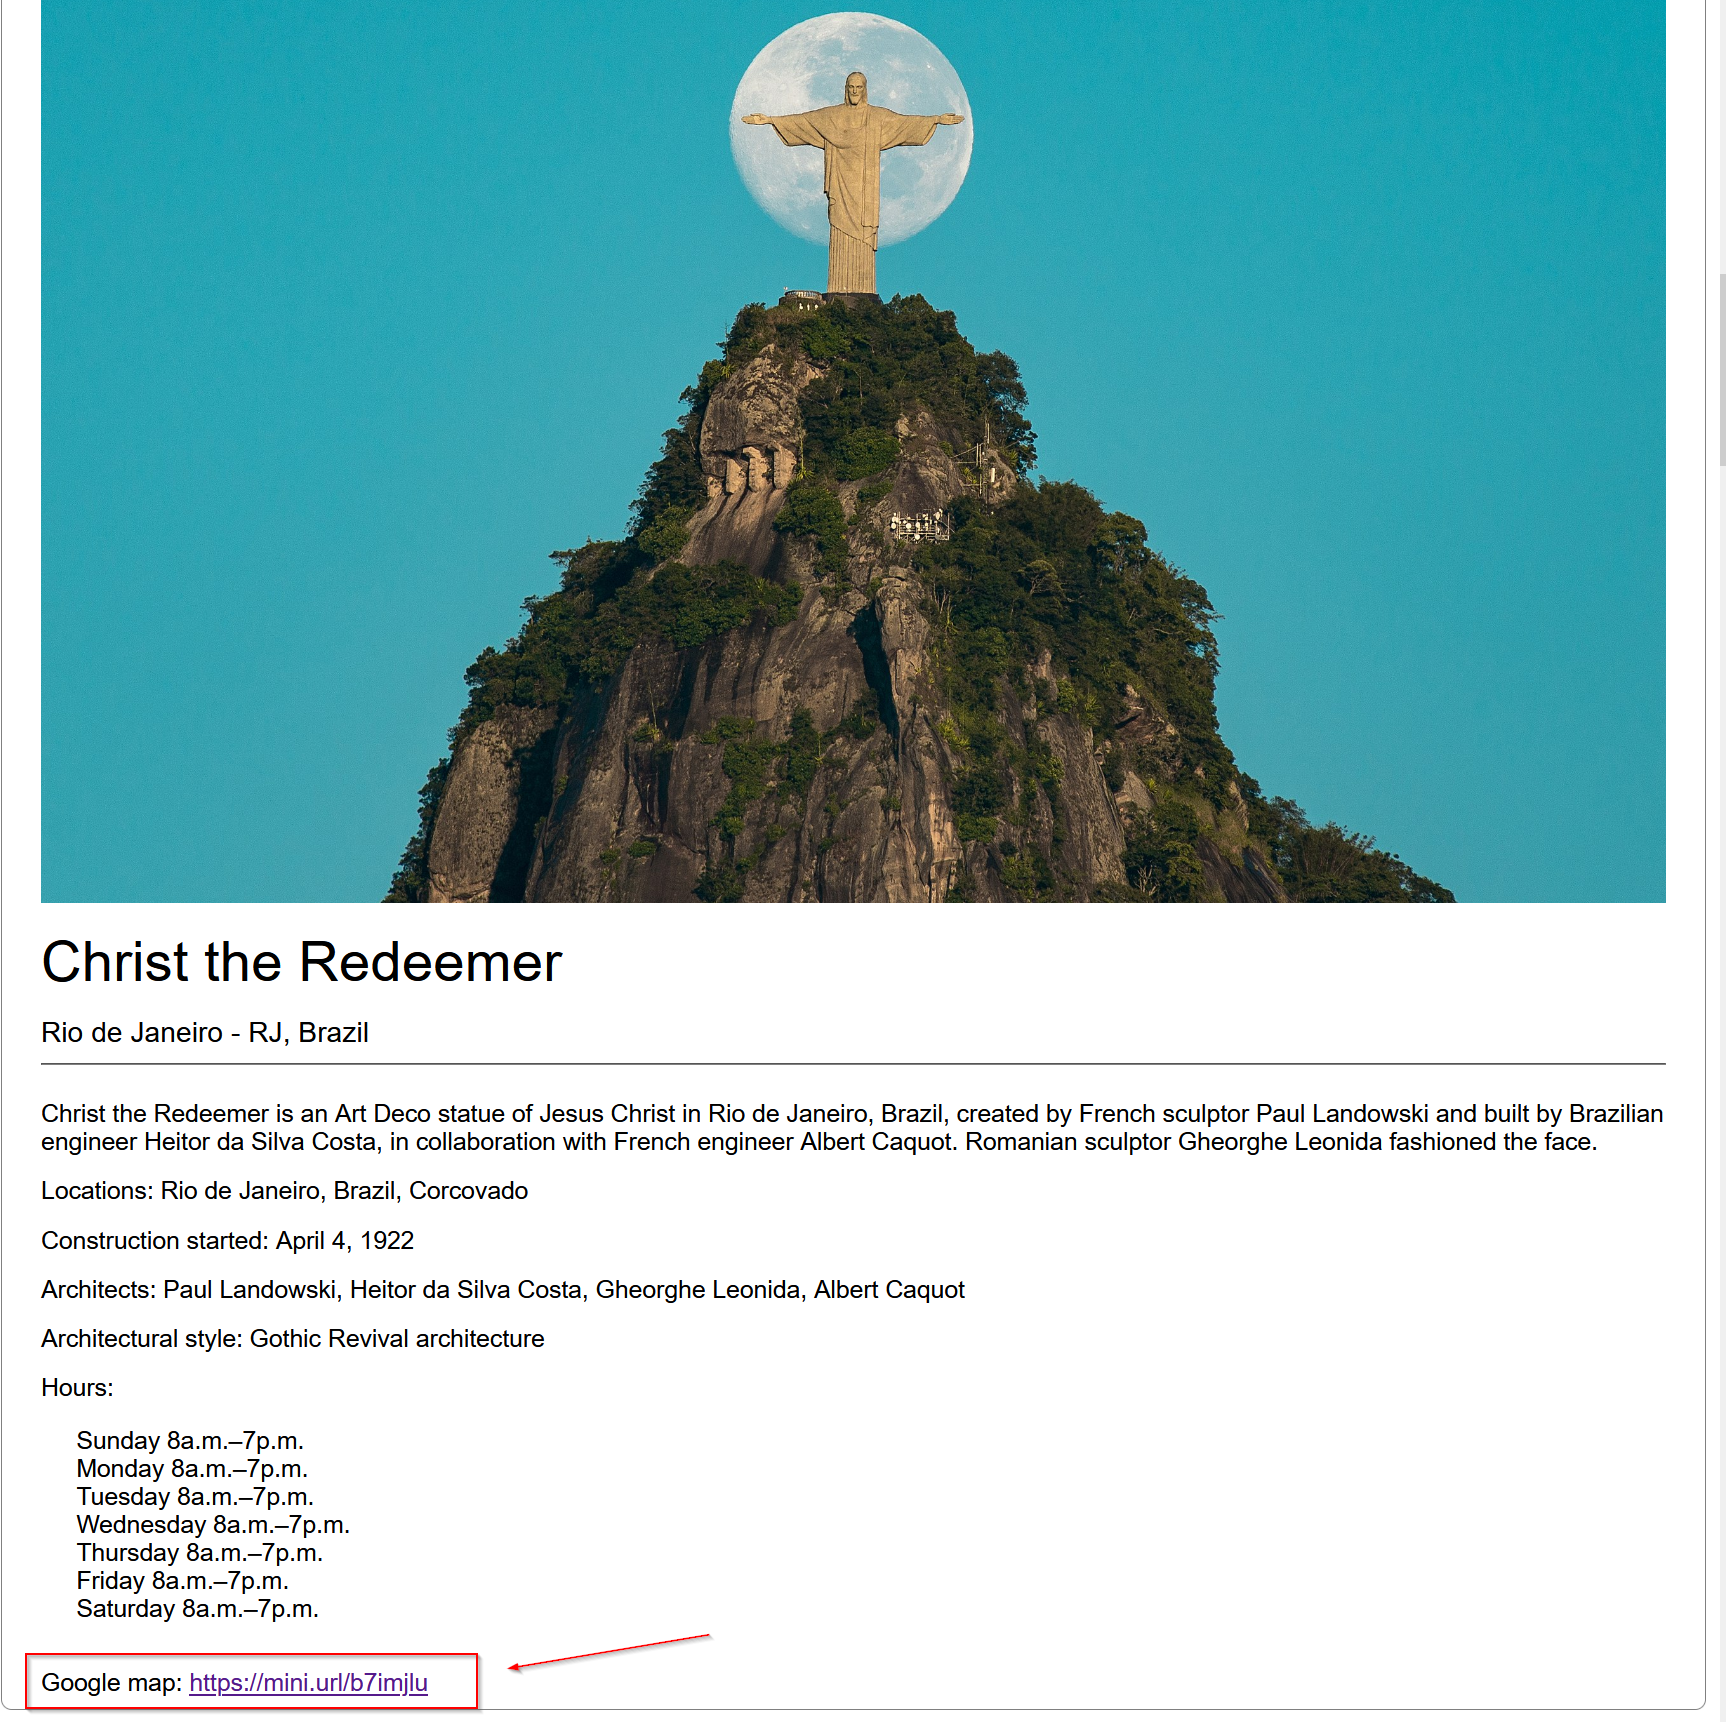 Christ the Redeemer
Rio de Janeiro - RJ, Brazil
Christ the Redeemer is an Art Deco statue of Jesus Christ in Rio de Janeiro, Brazil, created by French sculptor Paul Landowski and built by Brazilian
engineer Heitor da Silva Costa, in collaboration with French engineer Albert Caquot. Romanian sculptor Gheorghe Leonida fashioned the face.
Locations: Rio de Janeiro, Brazil, Corcovado
Construction started: April 4, 1922
Architects: Paul Landowski, Heitor da Silva Costa, Gheorghe Leonida, Albert Caquot
Architectural style: Gothic Revival architecture
Hours:
Sunday 8a.m.–7p.m.
Monday 8a.m.–7p.m.
Tuesday 8a.m.–7p.m.
Wednesday 8a.m.–7p.m.
Thursday 8a.m.–7p.m.
Friday 8a.m.–7p.m.
Saturday 8a.m.–7p.m.
Google map: https://mini.url/b7imjlu